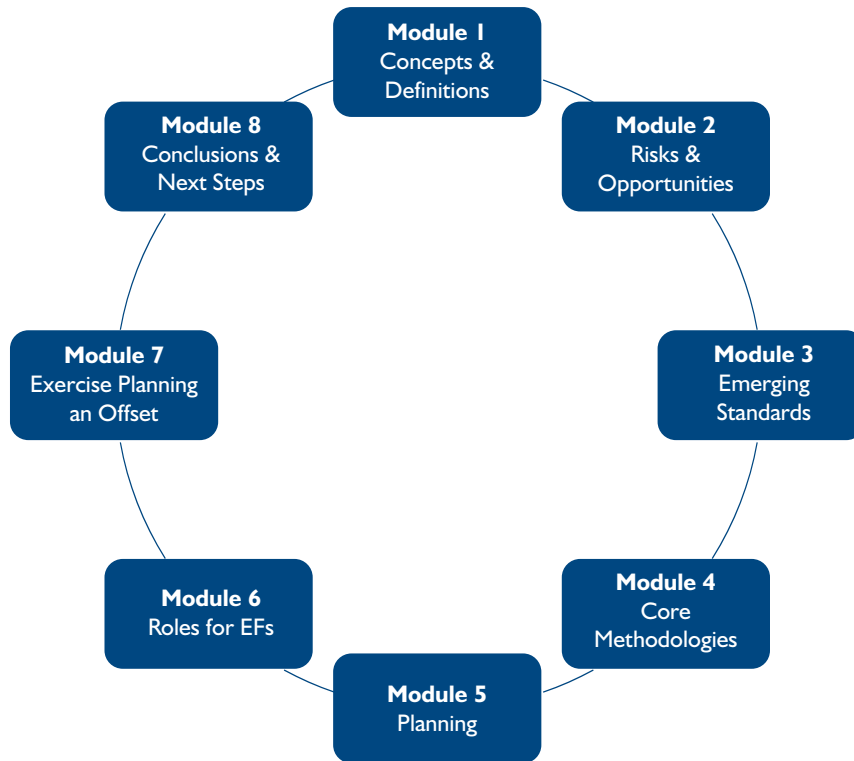 Module 1
Concepts &
Definitions
Module 2
Risks &
Opportunities
Module 3
Emerging
Standards
Module 4
Core
Methodologies
Module 5
Planning
Module 6
Roles for EFs
Module 7
Exercise Planning
an Offset
Module 8
Conclusions &
Next Steps